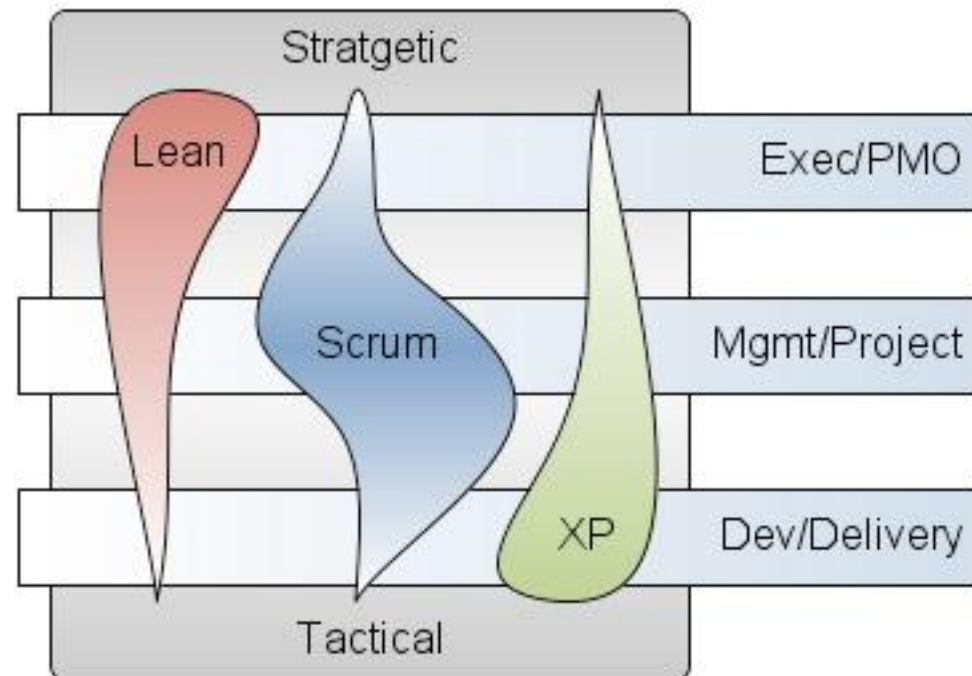 Stratgetic
Lean
Exec/PMO
Scrum
Mgmt/Project
XP
Dev/Delivery
Tactical